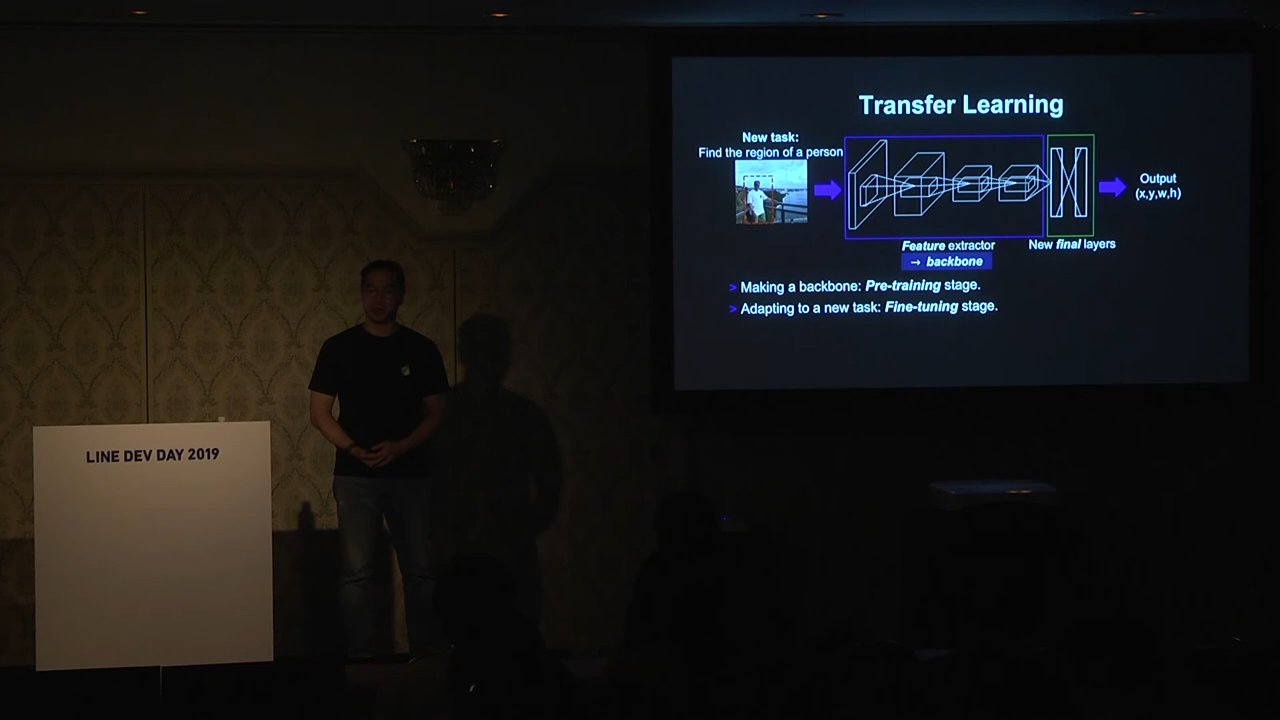 LINE DEV DAY 2019
Transfer Learning
New task:
Find the region of a person
Output
(x,y,w,h)
Feature extractor
→ backbone
New final layers
> Making a backbone: Pre-training stage.
> Adapting to a new task: Fine-tuning stage.